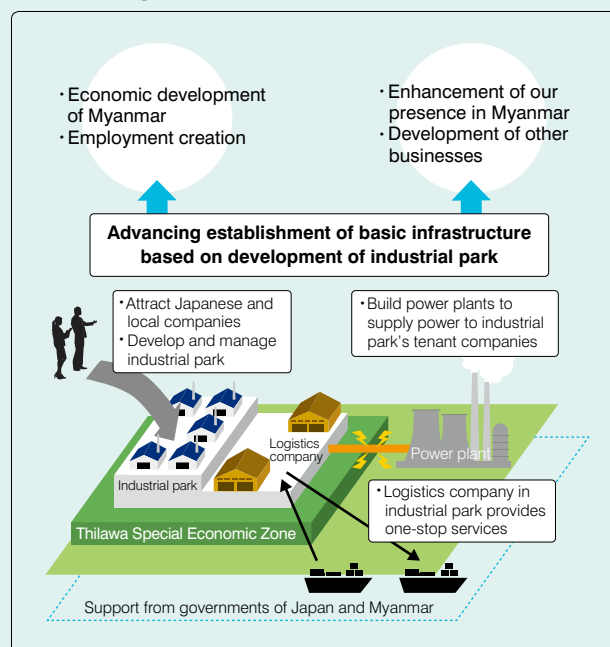 ・Economic development
of Myanmar
・Employment creation
・Enhancement of our
presence in Myanmar
・Development of other
businesses
Advancing establishment of basic infrastructure
based on development of industrial park
・Attract Japanese and
local companies
・Develop and manage
industrial park
・Build power plants to
supply power to industrial
park's tenant companies
Logistics
company
Power plant
Industrial park
・Logistics company in
industrial park provides
one-stop services
Thilawa Special Economic Zone
Support from governments of Japan and Myanmar